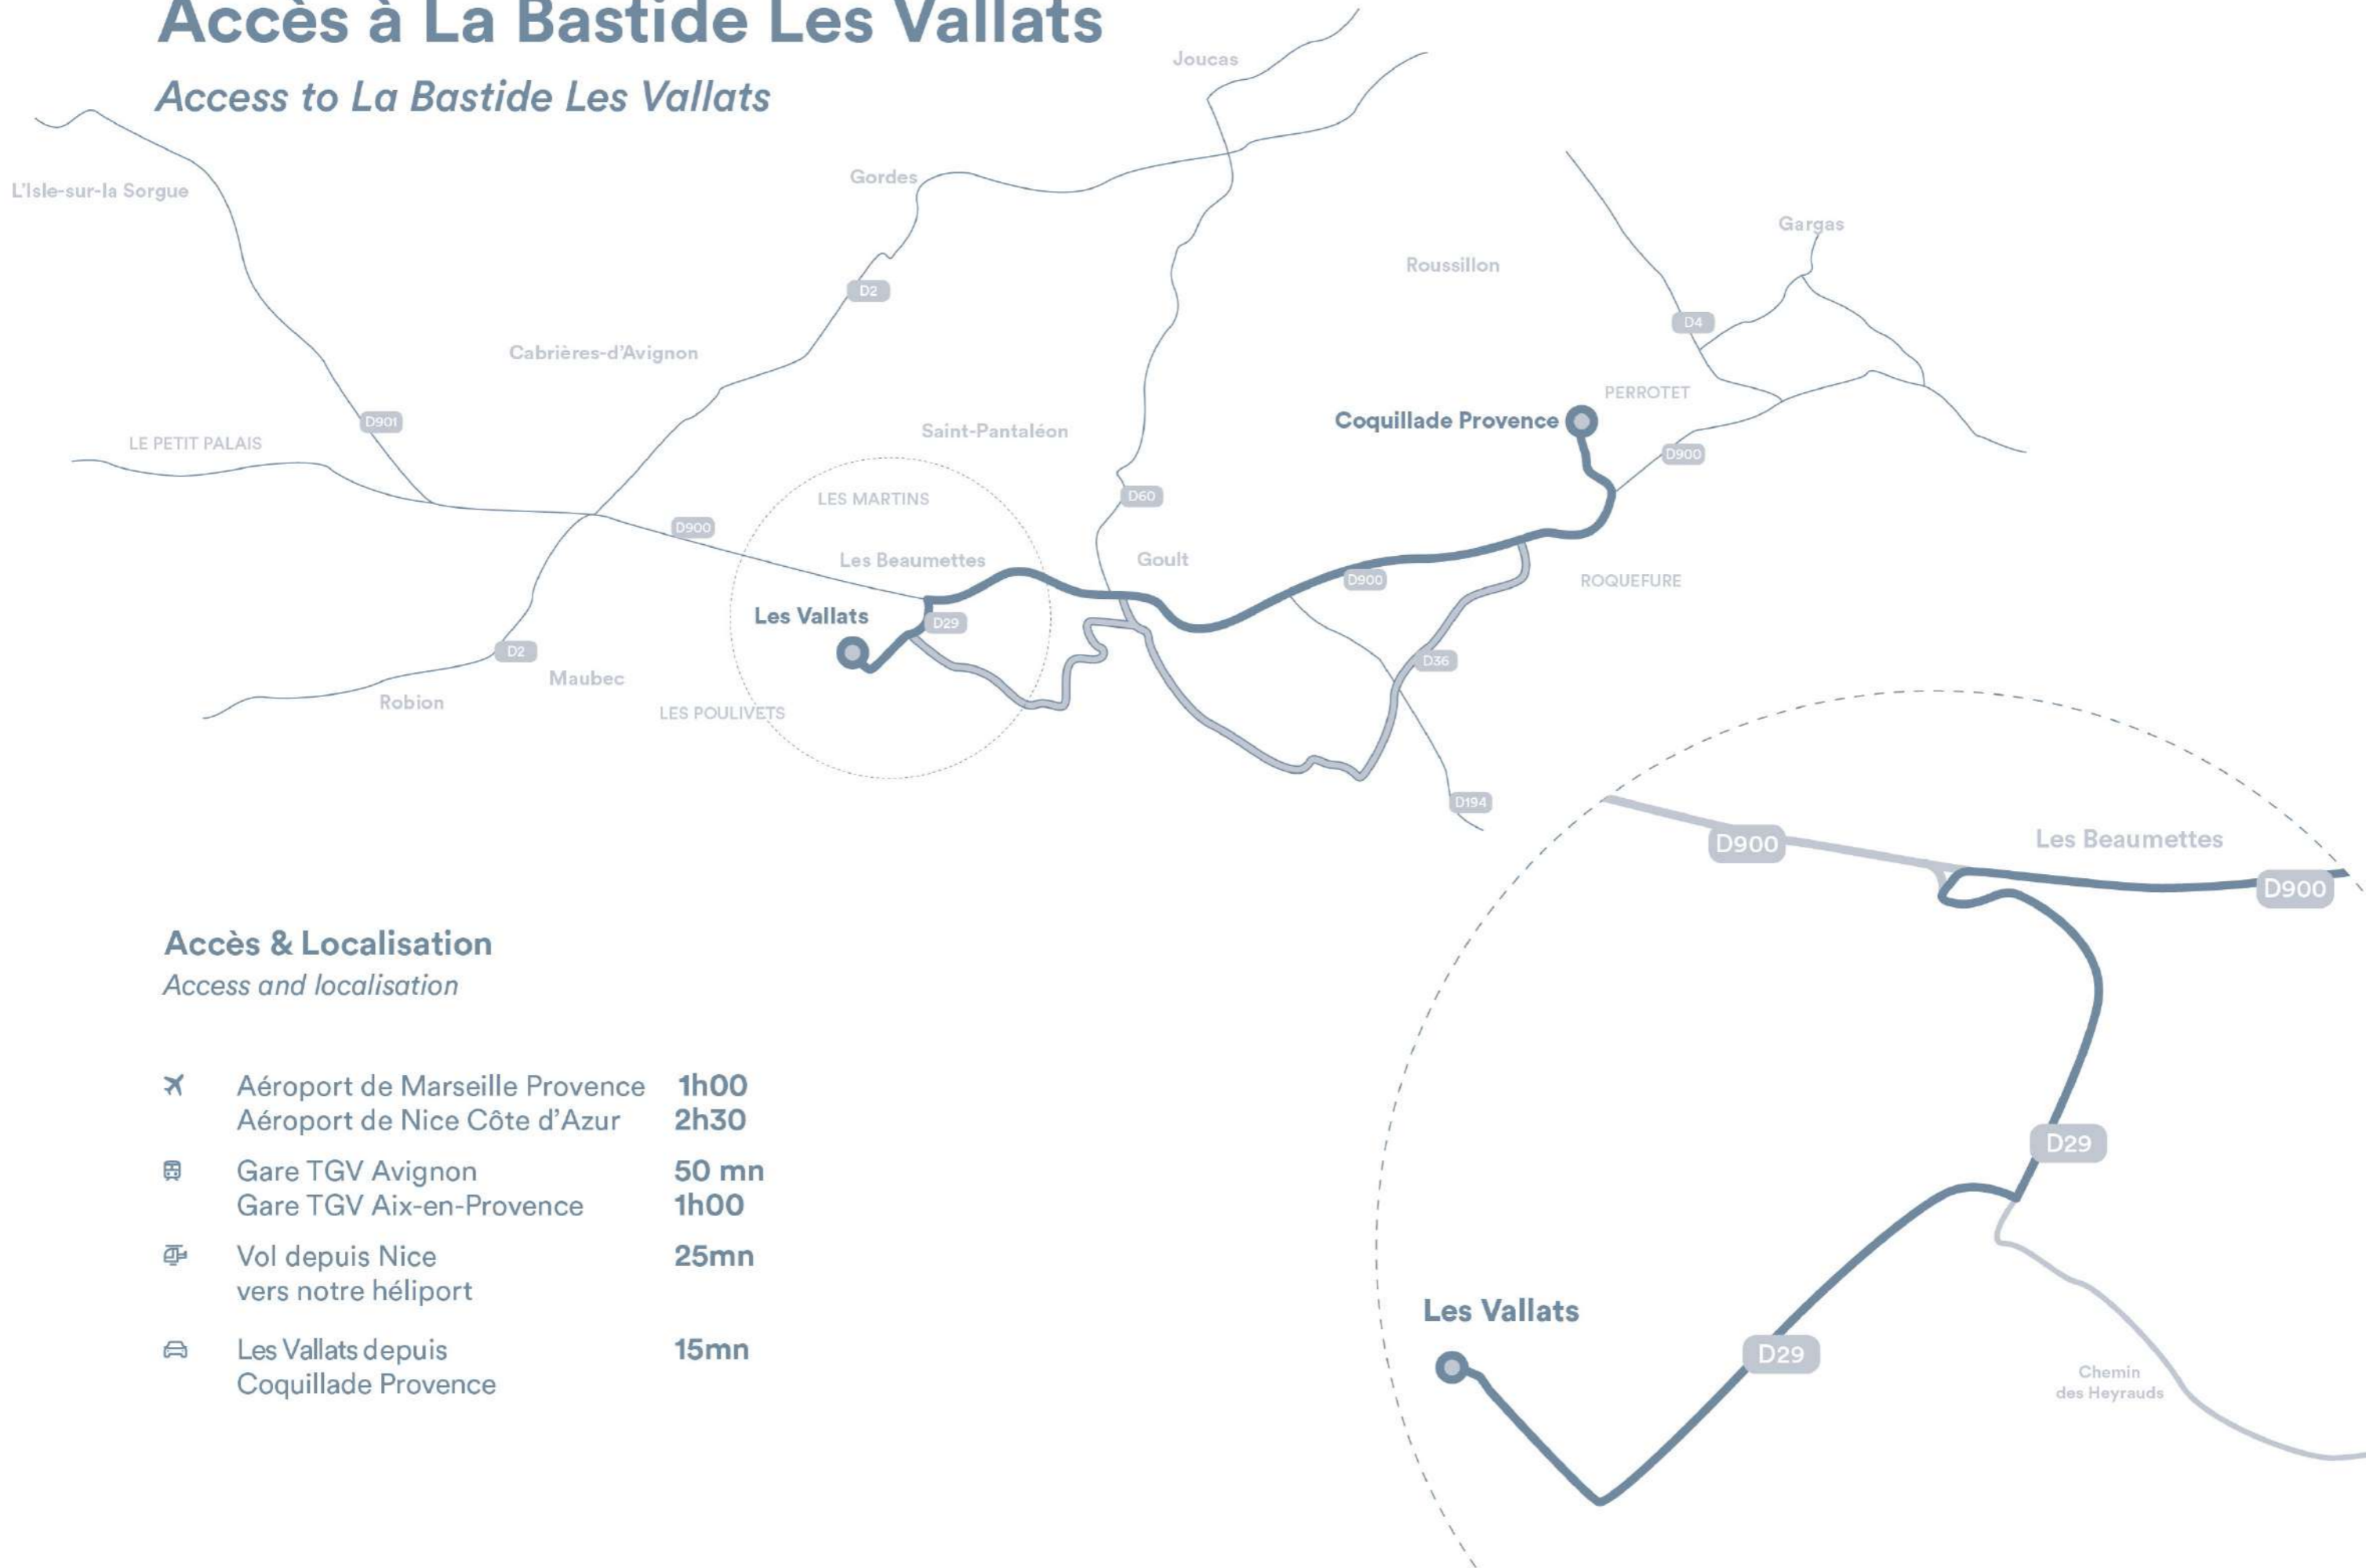 Accès à La Bastide Les Vallats
Access to La Bastide Les Vallats
Joucas
L'Isle-sur-la Sorgue
Gordes
Gargas
Roussillon
D2
D4
Cabrières-d'Avignon
PERROTET
D901
Coquillade Provence
LE PETIT PALAIS
Saint-Pantaléon
D900
LES MARTINS
D60
D900
Les Beaumettes
Goult
D900
ROQUEFURE
Les Vallats
D29
D2
D36
Maubec
Robion
LES POULIVETS
D194
D900
Les Beaumettes
D900
D29
Les Vallats
D29
Chemin
des Heyrauds
Accès & Localisation
Access and localisation
Aéroport de Marseille Provence 1h00
Aéroport de Nice Côte d'Azur 2h30
Gare TGV Avignon 50 mn
Gare TGV Aix-en-Provence 1h00
Vol depuis Nice 25mn
vers notre héliport
Les Vallats depuis 15mn
Coquillade Provence